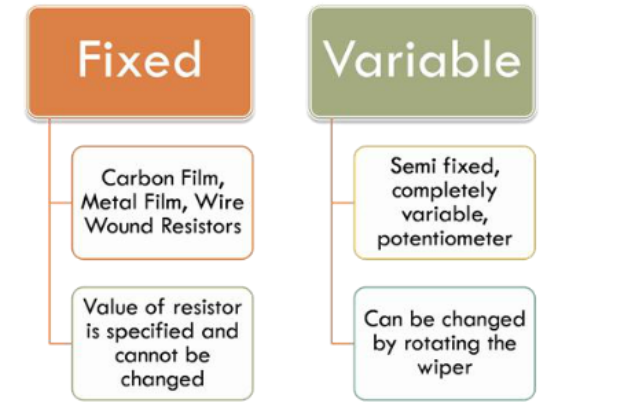 Fixed
Carbon Film,
Metal Film, Wire
Wound Resistors
Value of resistor
is specified and
cannot be
changed
Variable
Semi fixed,
completely
variable,
potentiometer
Can be changed
by rotating the
wiper